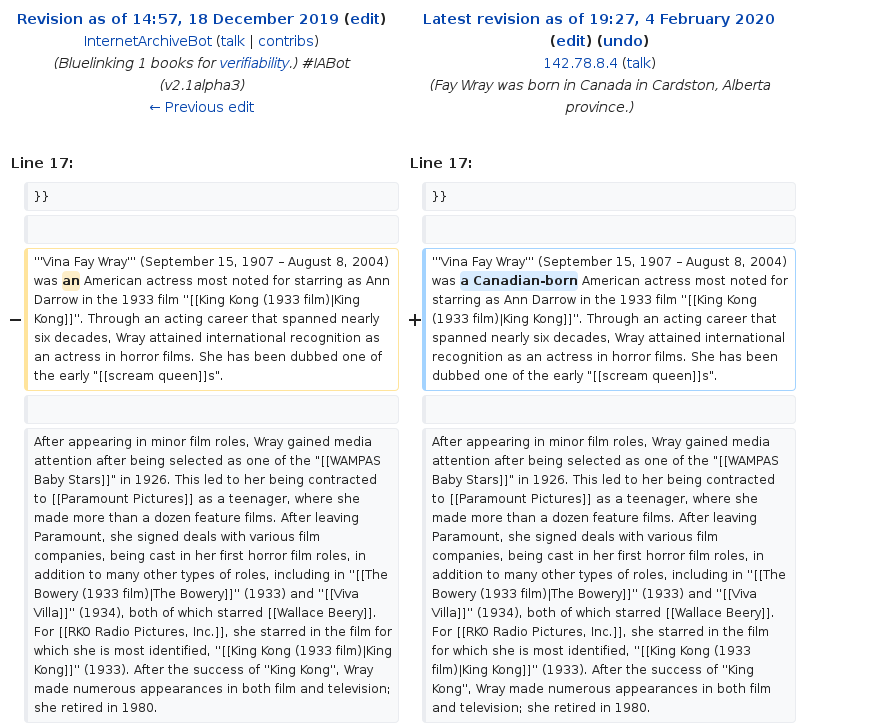 Revision as of 14:57, 18 December 2019 (edit)
InternetArchiveBot (talk | contribs)
(Bluelinking 1 books for verifiability.) #IABot
(v2.1alpha3)
← Previous edit
Latest revision as of 19:27, 4 February 2020
(edit) (undo)
142.78.8.4 (talk)
(Fay Wray was born in Canada in Cardston, Alberta
province.)
Line 17:
Line 17:
}}
}}
−
'''Vina Fay Wray''' (September 15, 1907 – August 8, 2004)
was an American actress most noted for starring as Ann
Darrow in the 1933 film ''[[King Kong (1933 film)|King
Kong]]''. Through an acting career that spanned nearly
six decades, Wray attained international recognition as
an actress in horror films. She has been dubbed one of
the early "[[scream queen]]s".
+
'''Vina Fay Wray''' (September 15, 1907 – August 8, 2004)
was a Canadian-born American actress most noted for
starring as Ann Darrow in the 1933 film ''[[King Kong
(1933 film)|King Kong]]''. Through an acting career that
spanned nearly six decades, Wray attained international
recognition as an actress in horror films. She has been
dubbed one of the early "[[scream queen]]s".
After appearing in minor film roles, Wray gained media
attention after being selected as one of the "[[WAMPAS
Baby Stars]]" in 1926. This led to her being contracted
to [[Paramount Pictures]] as a teenager, where she
made more than a dozen feature films. After leaving
Paramount, she signed deals with various film
companies, being cast in her first horror film roles, in
addition to many other types of roles, including in ''[[The
Bowery (1933 film)|The Bowery]]'' (1933) and ''[[Viva
Villa]]'' (1934), both of which starred [[Wallace Beery]].
For [[RKO Radio Pictures, Inc.]], she starred in the film for
which she is most identified, ''[[King Kong (1933 film)|King
Kong]]'' (1933). After the success of ''King Kong'', Wray
made numerous appearances in both film and television;
she retired in 1980.
After appearing in minor film roles, Wray gained media
attention after being selected as one of the "[[WAMPAS
Baby Stars]]" in 1926. This led to her being contracted
to [[Paramount Pictures]] as a teenager, where she
made more than a dozen feature films. After leaving
Paramount, she signed deals with various film
companies, being cast in her first horror film roles, in
addition to many other types of roles, including in ''[[The
Bowery (1933 film)|The Bowery]]'' (1933) and ''[[Viva
Villa]]'' (1934), both of which starred [[Wallace Beery]].
For [[RKO Radio Pictures, Inc.]], she starred in the film
for which she is most identified, ''[[King Kong (1933
film)|King Kong]]'' (1933). After the success of ''King
Kong'', Wray made numerous appearances in both film
and television; she retired in 1980.